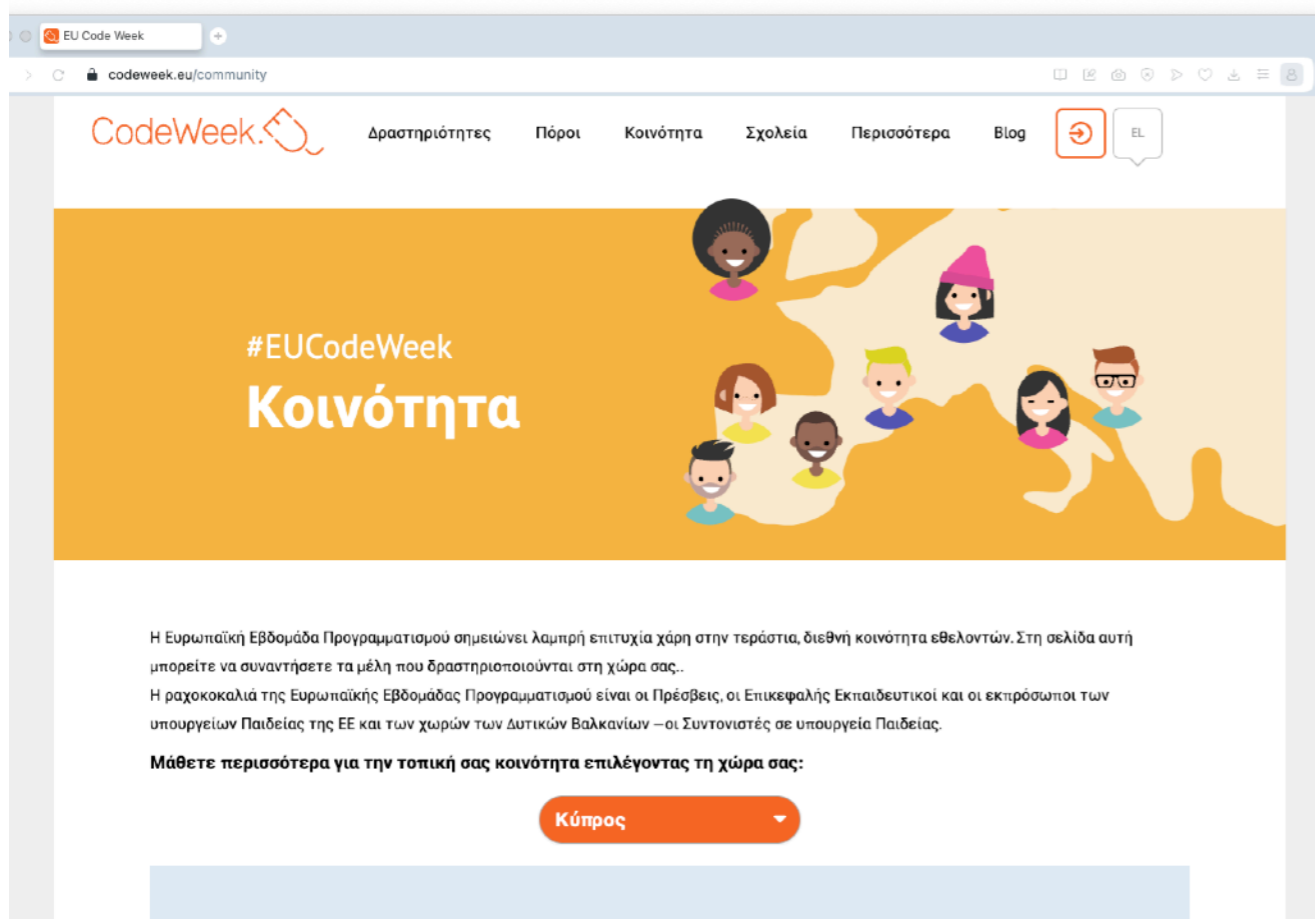 EU Code Week
codeweek.eu/community
CodeWeek.
Δραστηριότητες Πόροι Κοινότητα Σχολεία Περισσότερα Blog EL
#EUCodeWeek
Κοινότητα
Η Ευρωπαϊκή Εβδομάδα Προγραμματισμού σημειώνει λαμπρή επιτυχία χάρη στην τεράστια, διεθνή κοινότητα εθελοντών. Στη σελίδα αυτή
μπορείτε να συναντήσετε τα μέλη που δραστηριοποιούνται στη χώρα σας..
Η ραχοκοκαλιά της Ευρωπαϊκής Εβδομάδας Προγραμματισμού είναι οι Πρέσβεις, οι Επικεφαλής Εκπαιδευτικοί και οι εκπρόσωποι των
υπουργείων Παιδείας της ΕΕ και των χωρών των Δυτικών Βαλκανίων –οι Συντονιστές σε υπουργεία Παιδείας.
Μάθετε περισσότερα για την τοπική σας κοινότητα επιλέγοντας τη χώρα σας:
Κύπρος